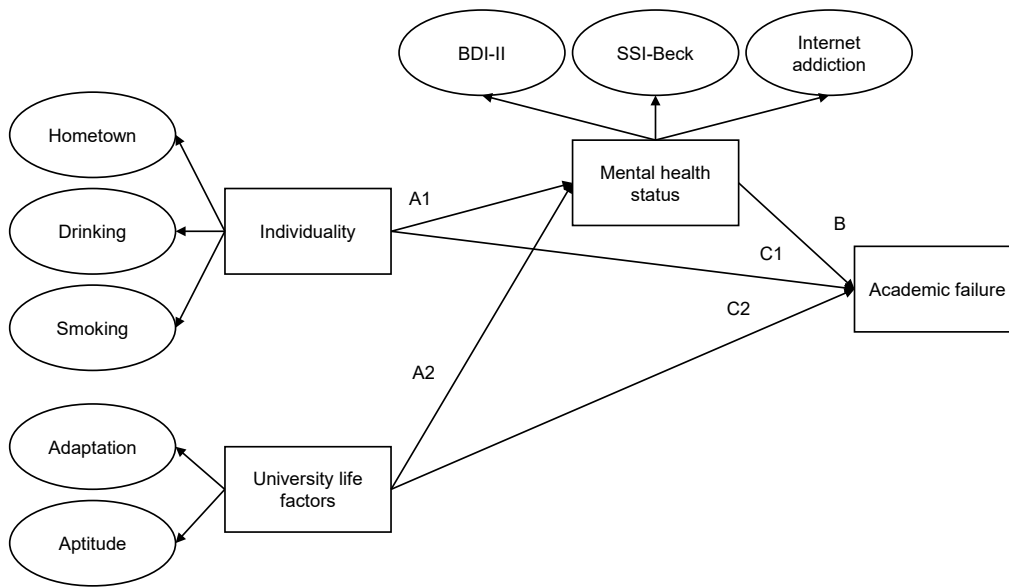 BDI-II
SSI-Beck
Internet
addiction
Hometown
Drinking
Smoking
Individuality
A1
Mental health
status
B
C1
Academic failure
C2
A2
Adaptation
Aptitude
University life
factors